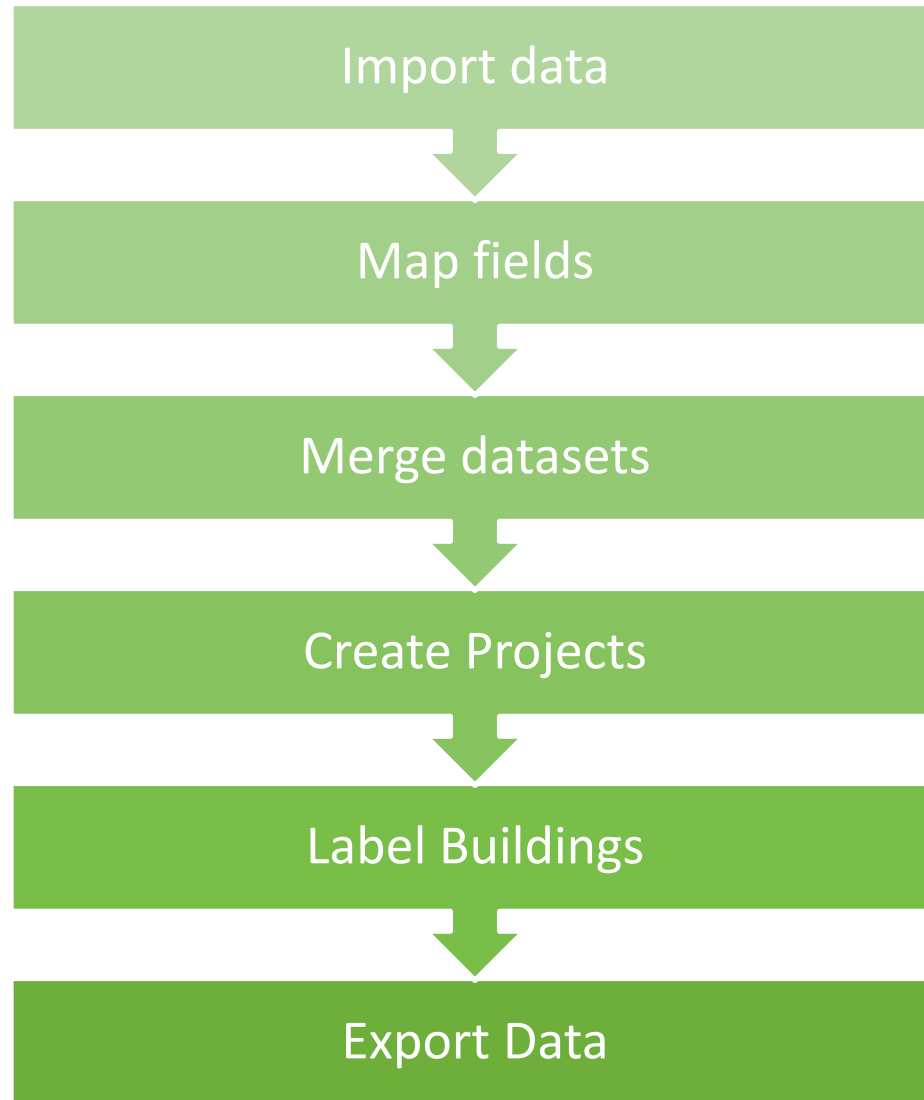 Import data
Map fields
Merge datasets
Create Projects
Label Buildings
Export Data